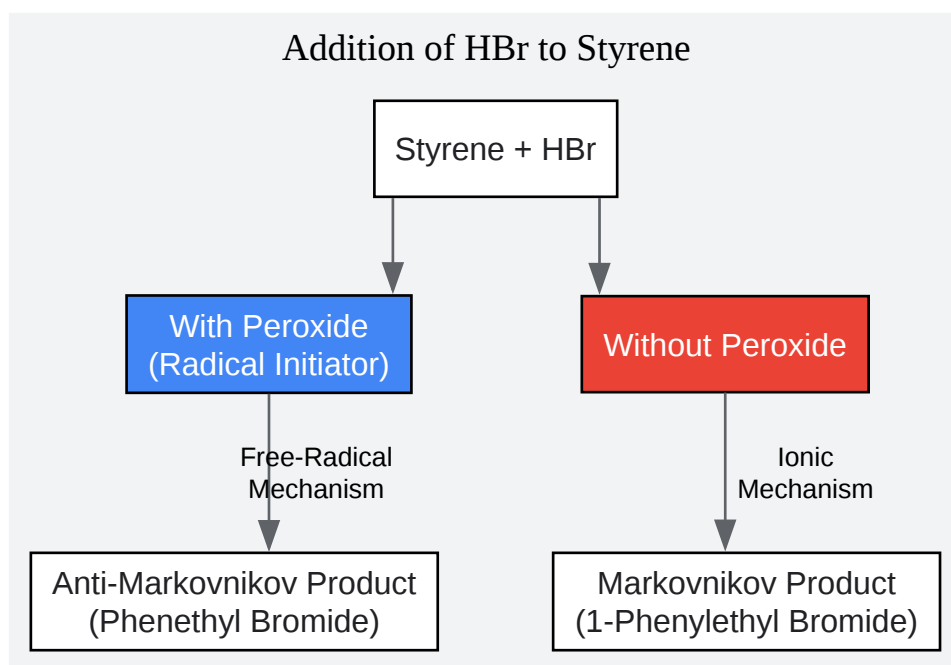 Addition of HBr to Styrene
Styrene + HBr
With Peroxide
(Radical Initiator)
Without Peroxide
Free-Radical
Mechanism
Ionic
Mechanism
Anti-Markovnikov Product
(Phenethyl Bromide)
Markovnikov Product
(1-Phenylethyl Bromide)